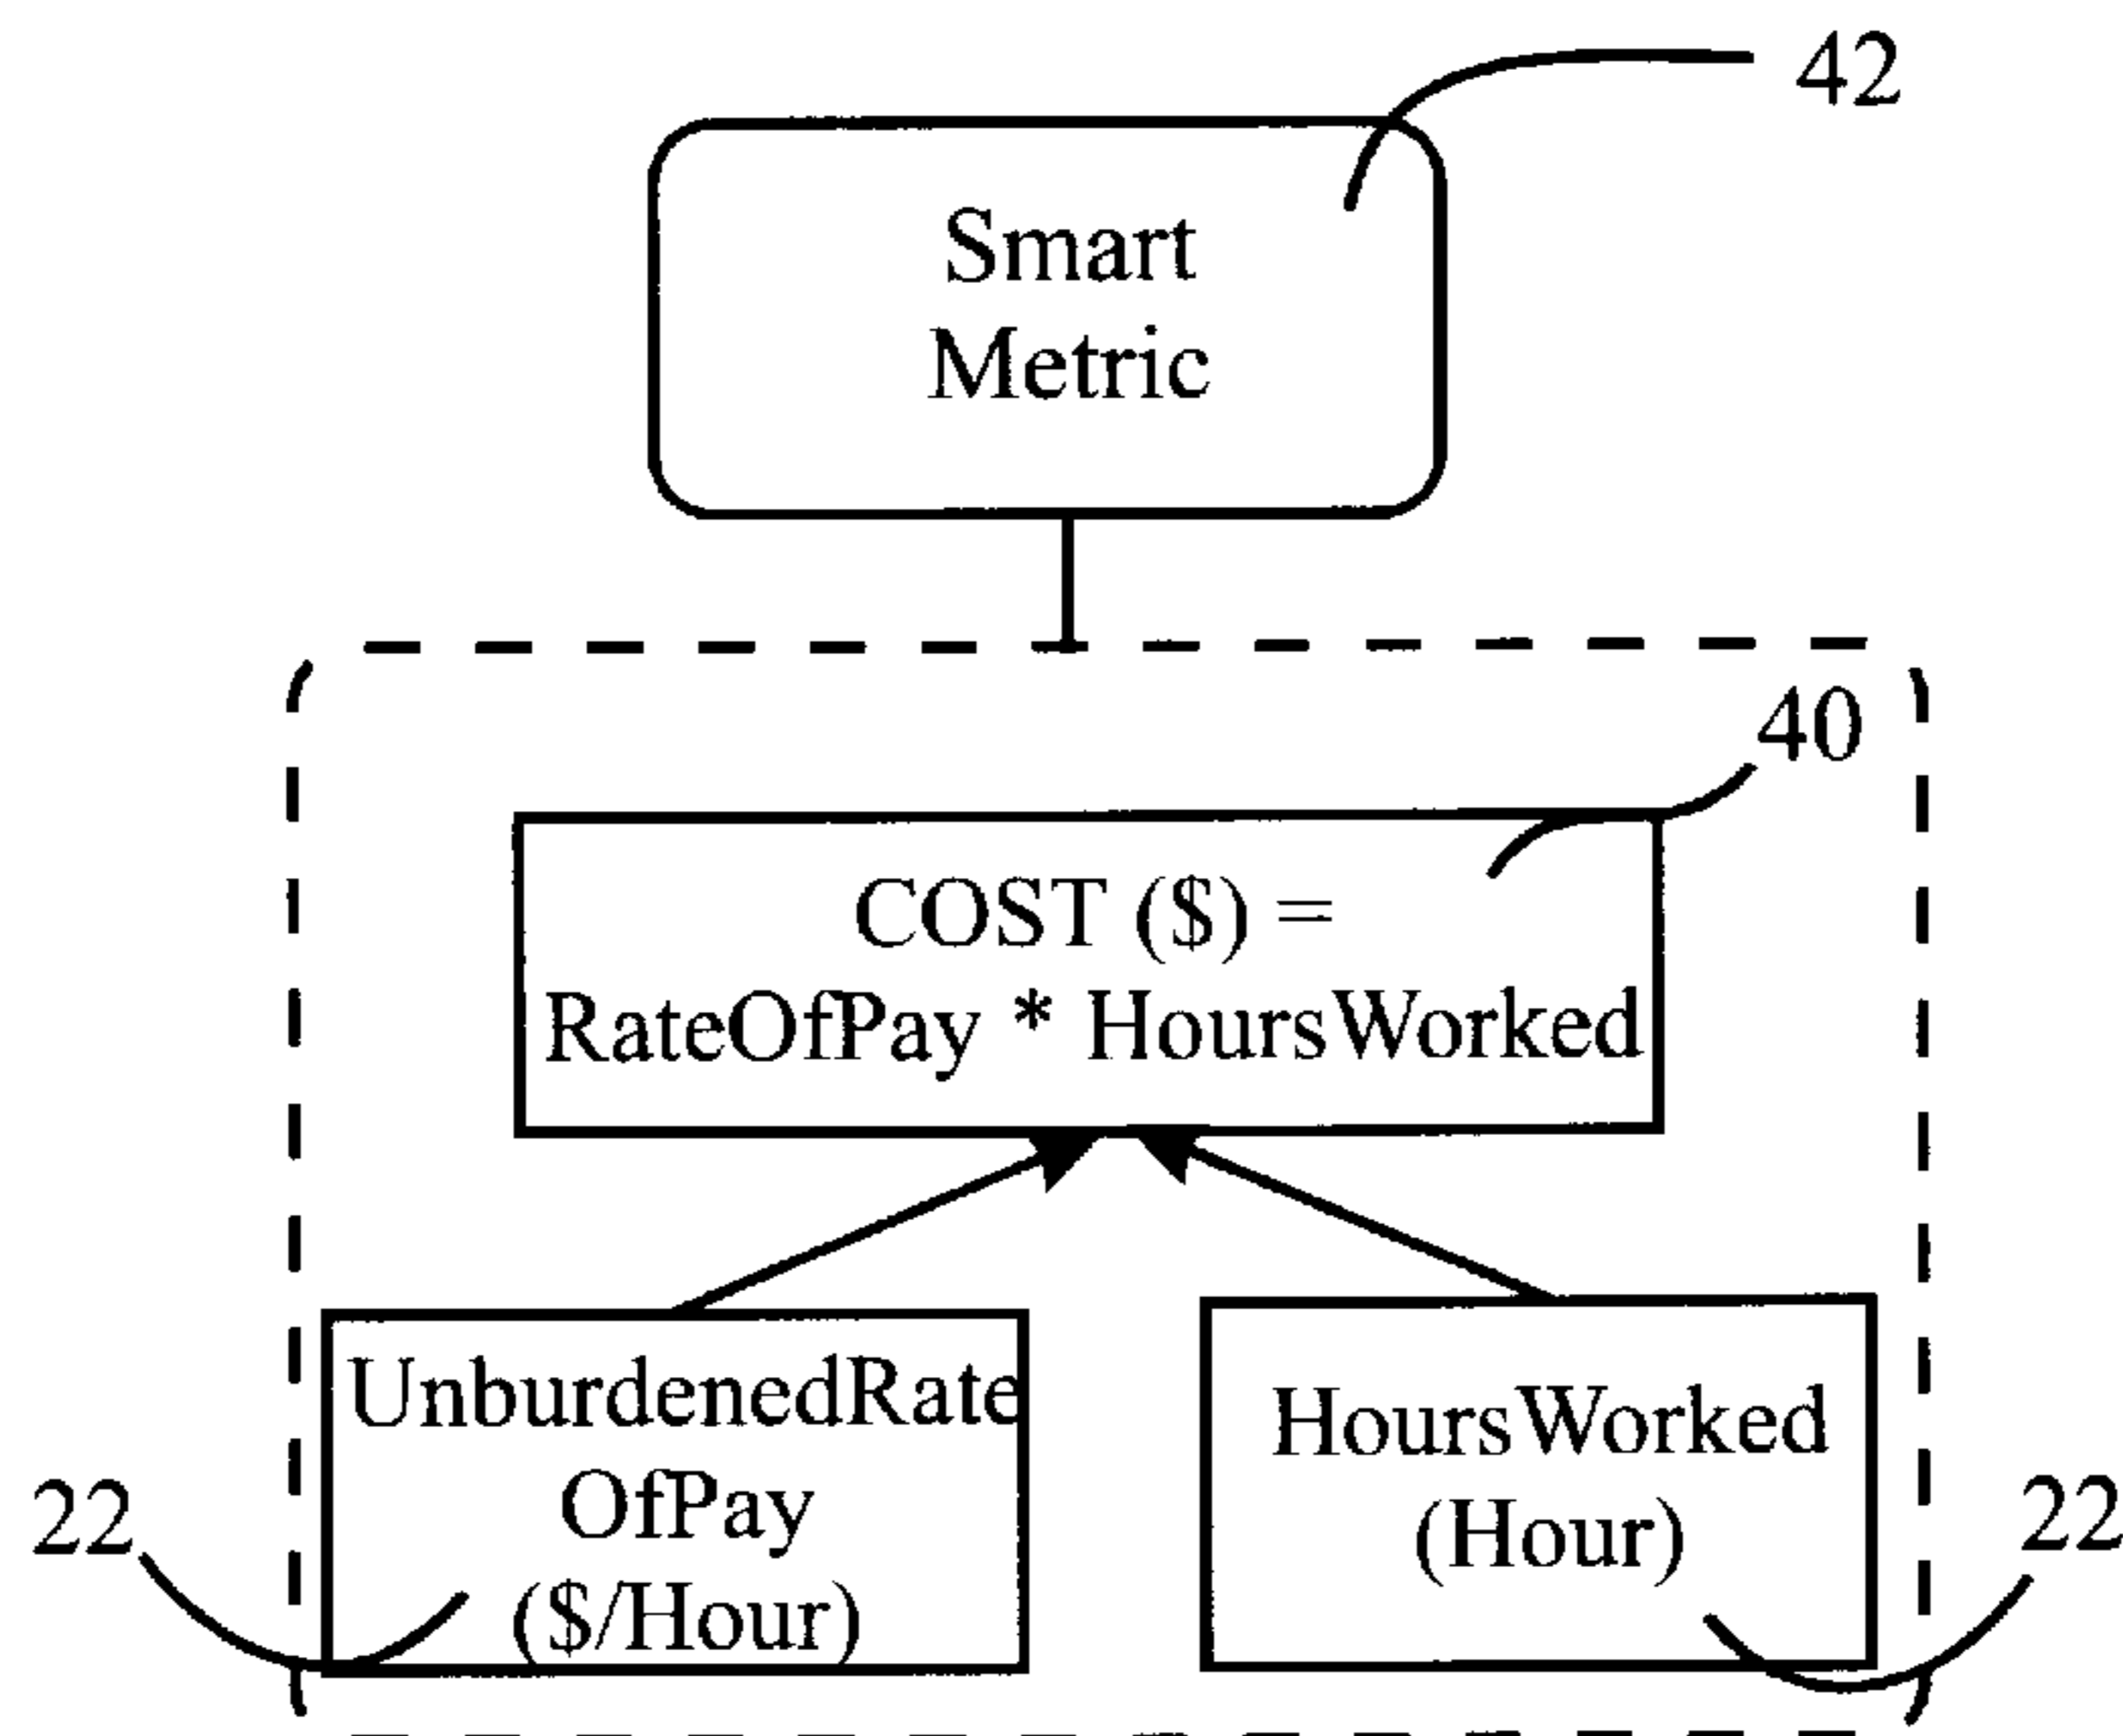 42
Smart
Metric
40
COST ($) =
RateOfPay * HoursWorked
UnburdenedRate
OfPay
($/Hour)
HoursWorked
(Hour)
22
22